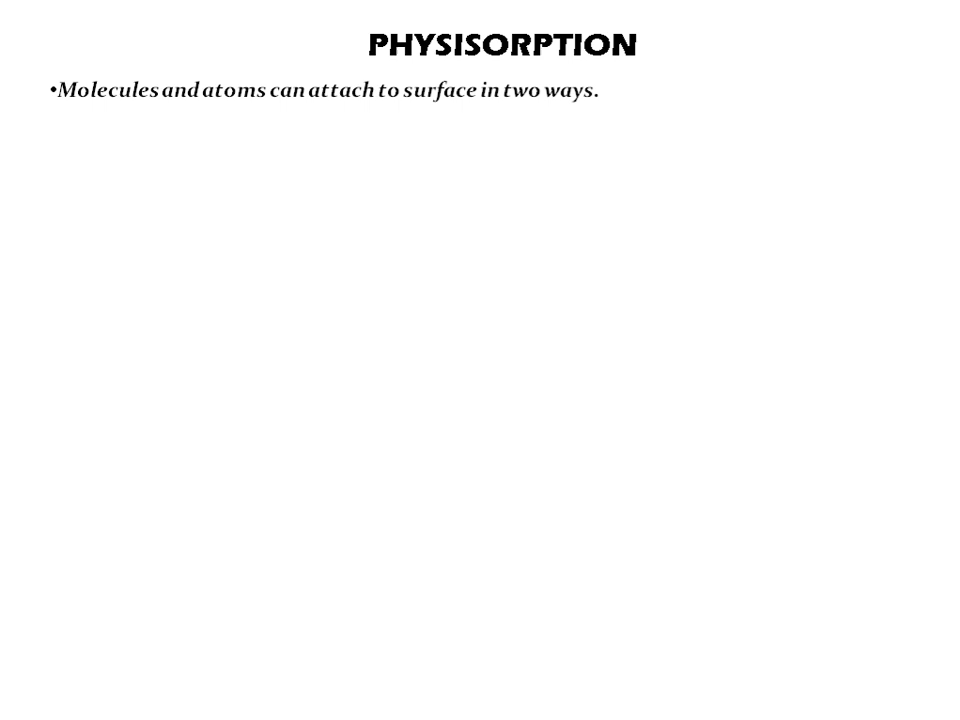 PHYSISORPTION
•Molecules and atoms can attach to surface in two ways.